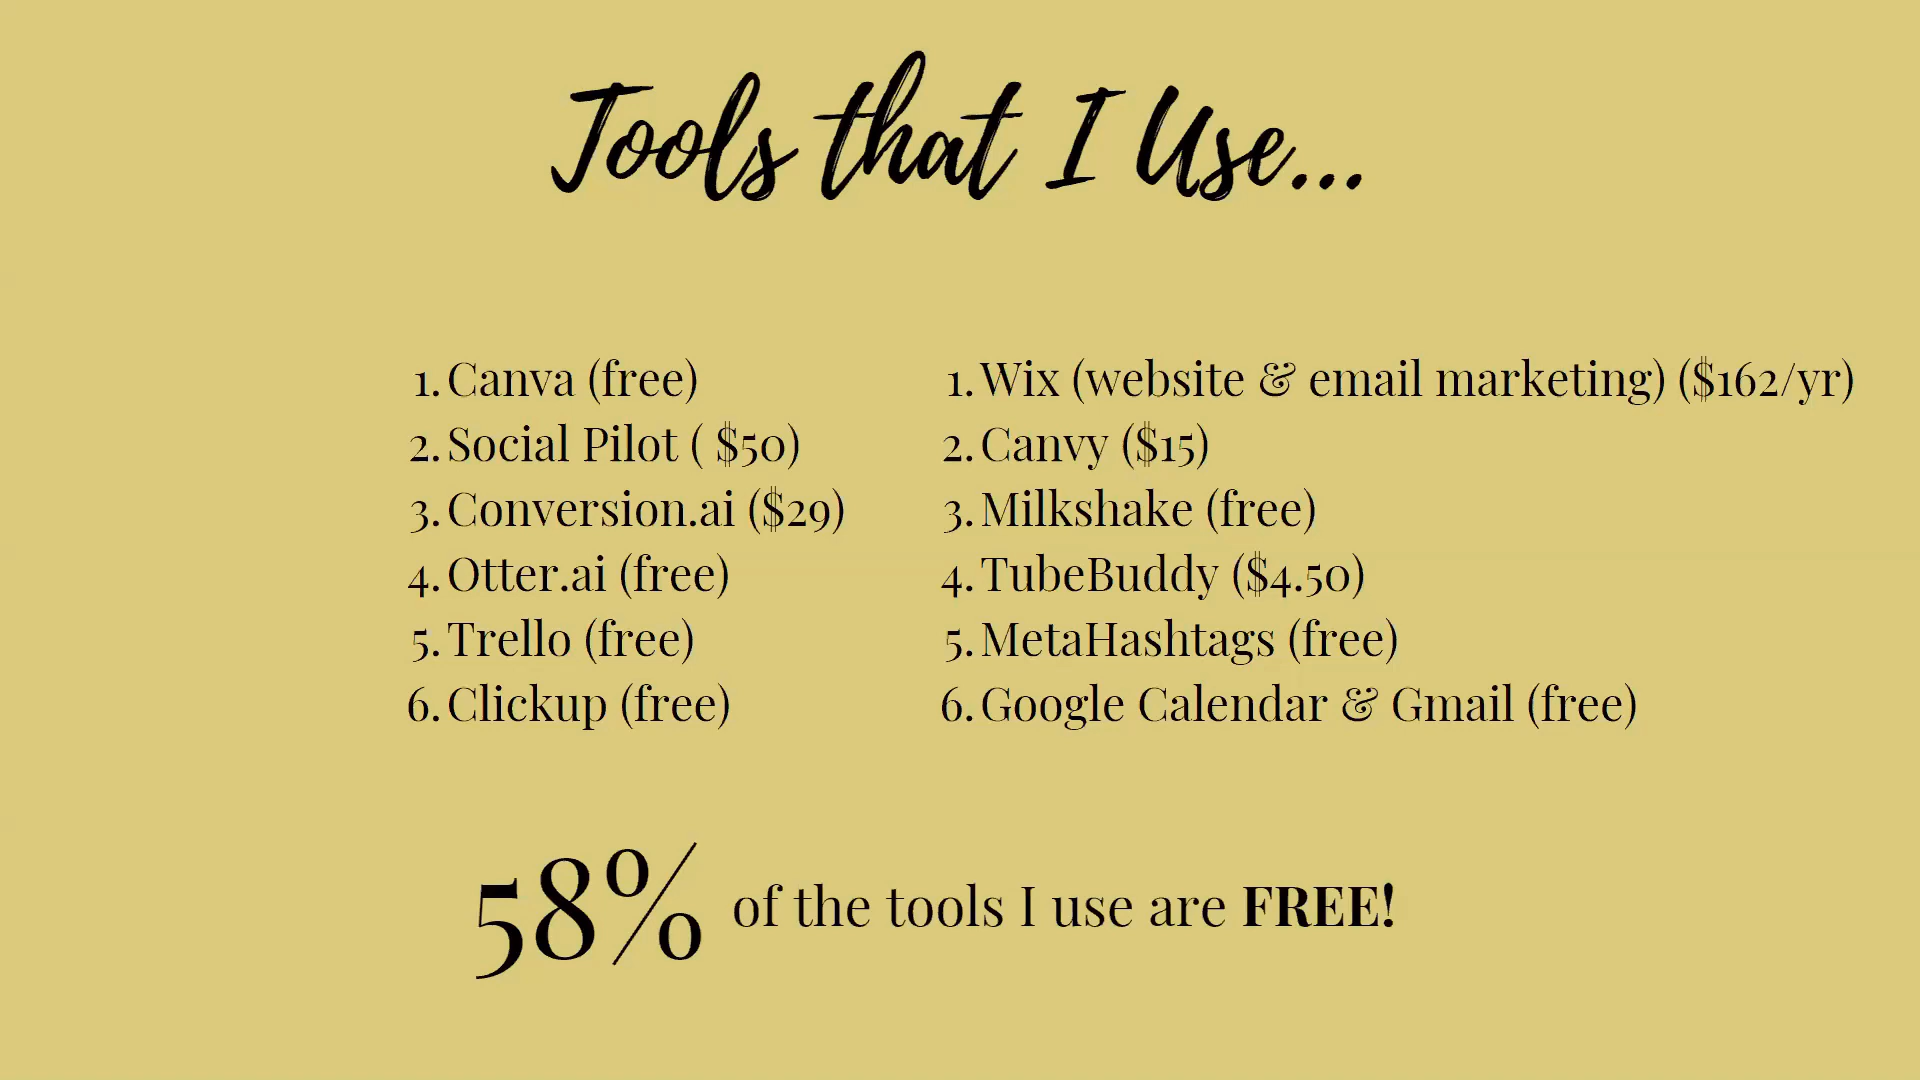 Tools that I Use...
1. Canva (free)
2. Social Pilot ( $50)
3. Conversion.ai ($29)
4. Otter.ai (free)
5. Trello (free)
6. Clickup (free)
1. Wix (website & email marketing) ($162/yr)
2. Canvy ($15)
3. Milkshake (free)
4. TubeBuddy ($4.50)
5. MetaHashtags (free)
6. Google Calendar & Gmail (free)
58% of the tools I use are FREE!